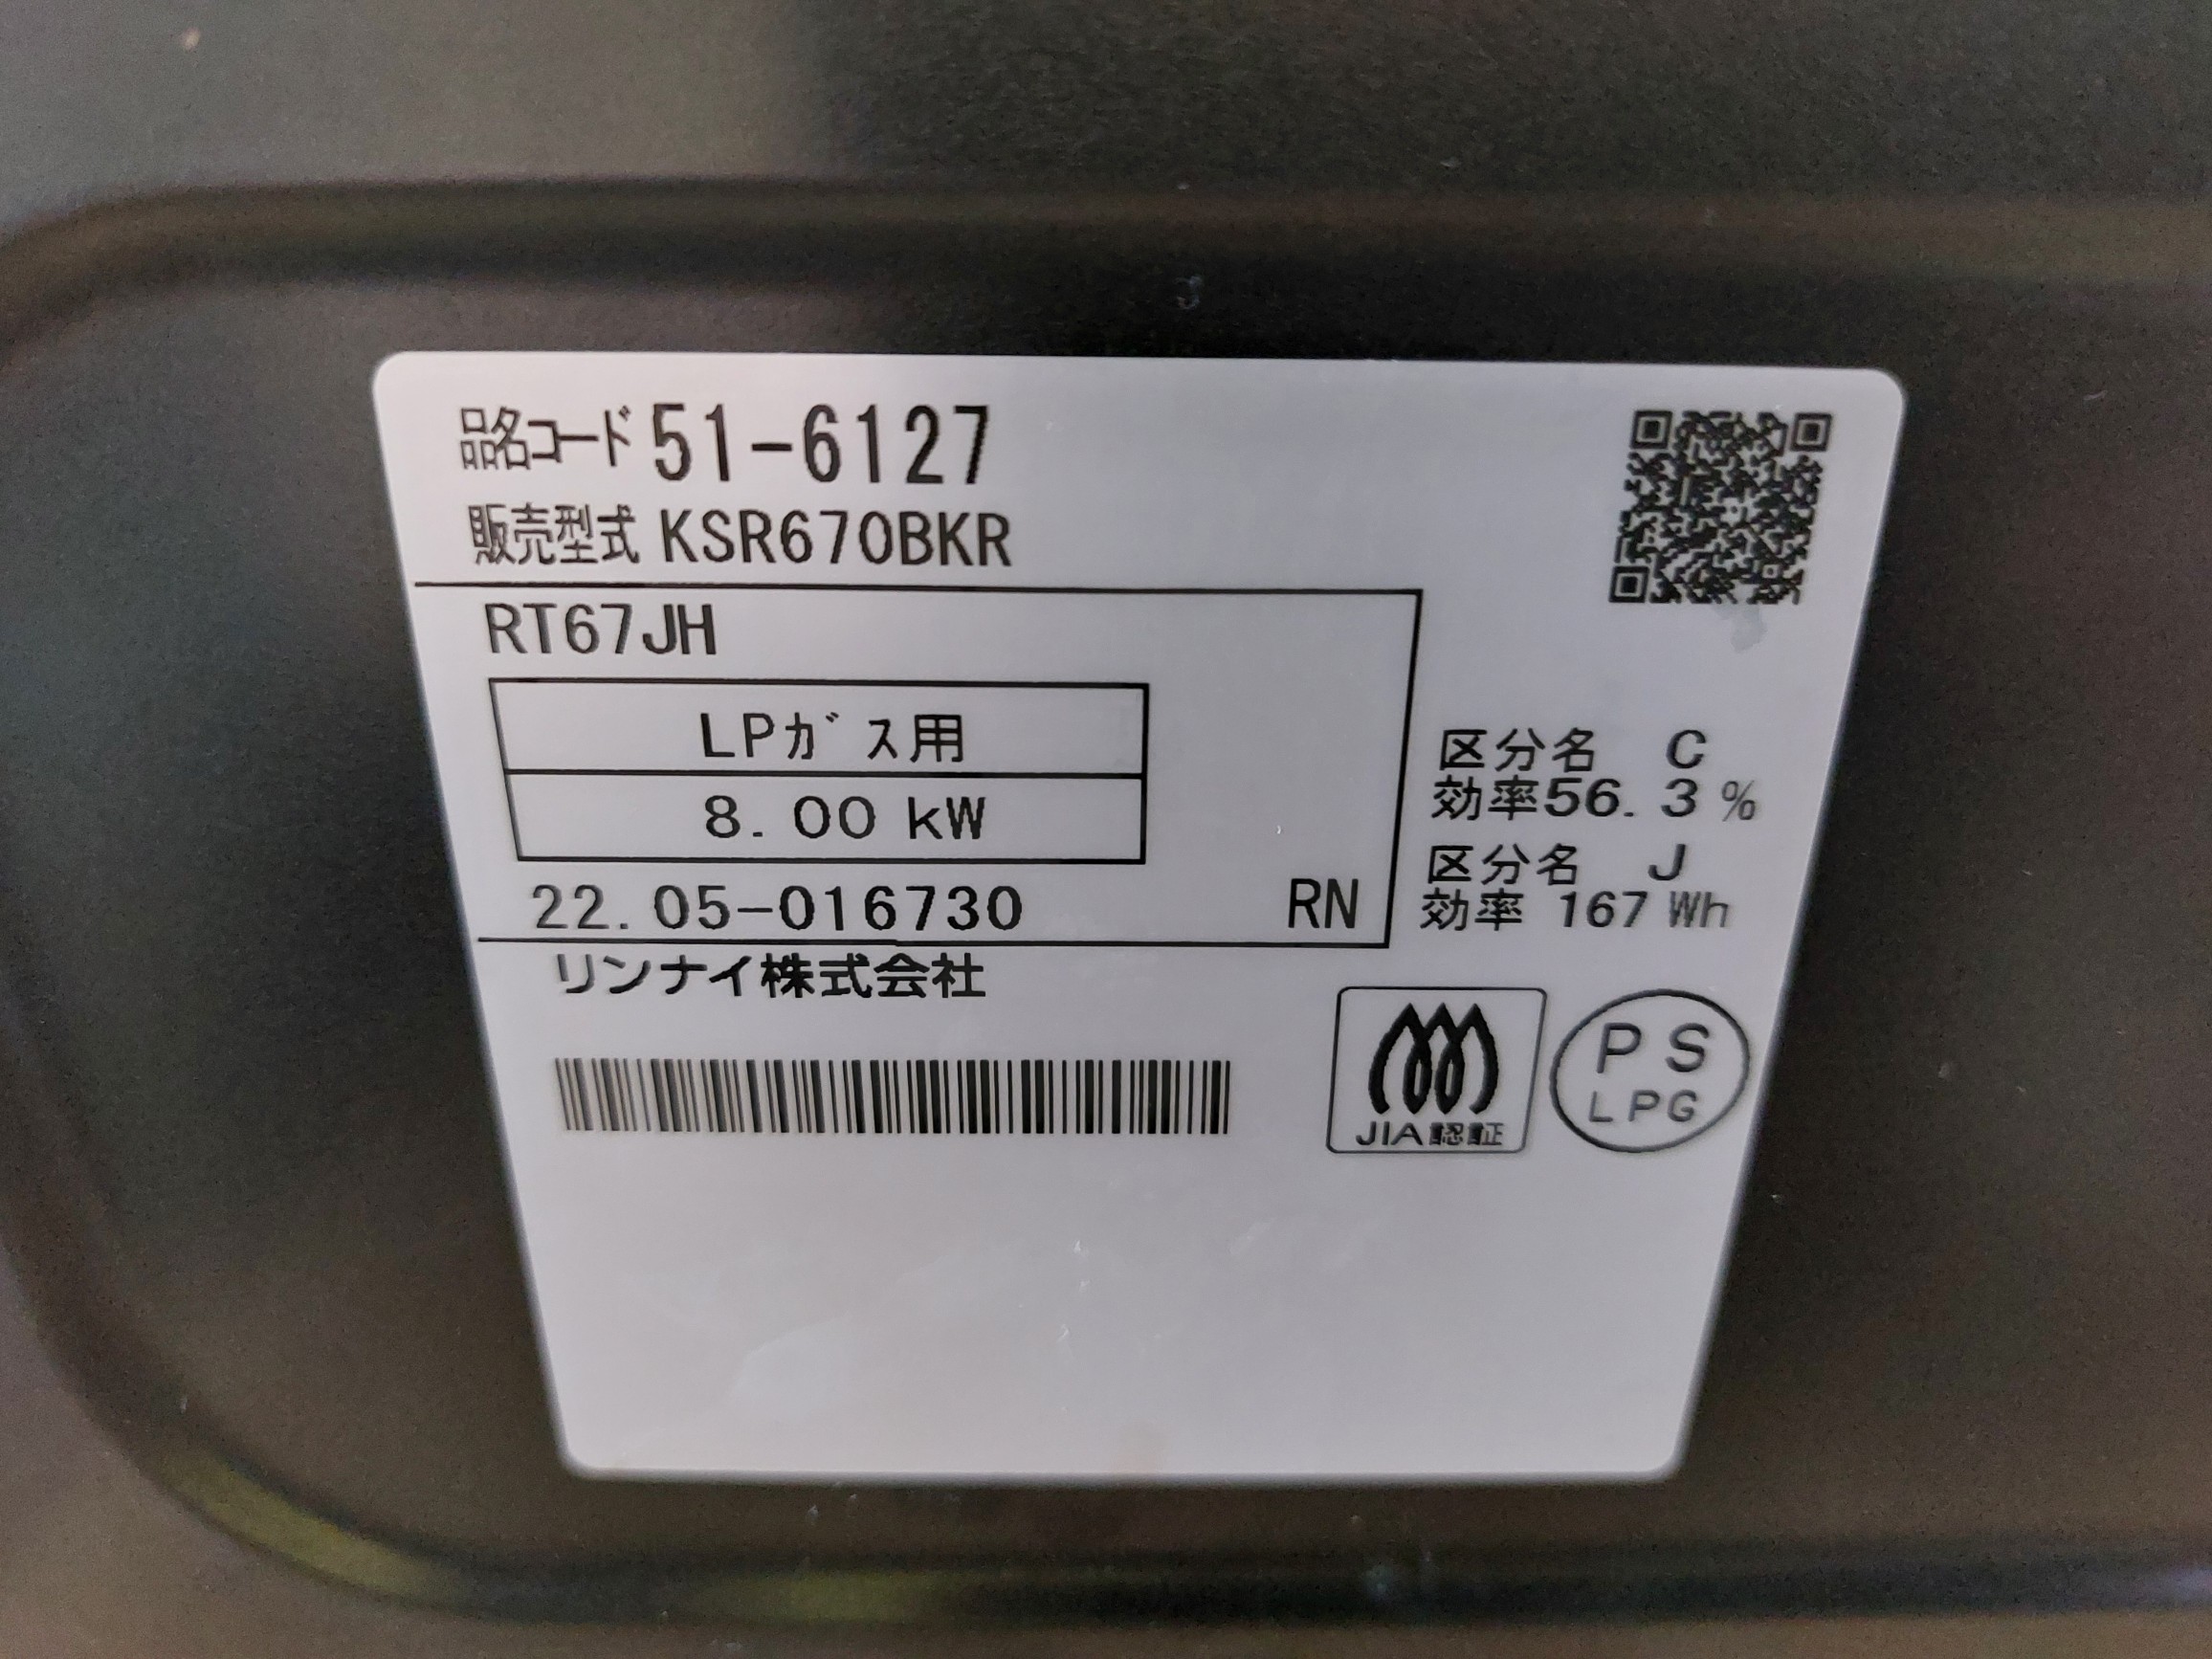 品名コード 51-6127
販売型式 KSR670BKR
RT67JH
LPガス用
8.00 kW
22.05-016730 RN
リンナイ株式会社
区分名 C
効率56.3%
区分名 J
効率 167 Wh
JIA認証
PS
LPG